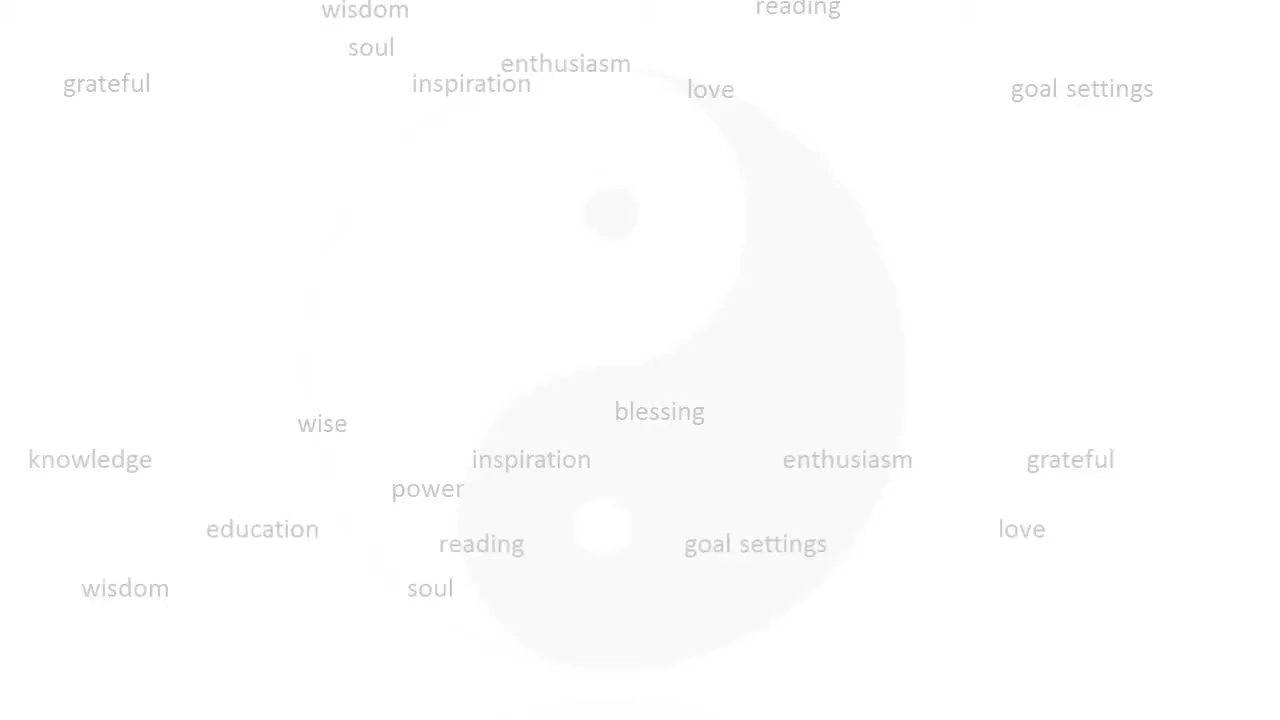 wisdom
reading
soul
enthusiasm
grateful
inspiration
love
goal settings
blessing
wise
knowledge
inspiration
enthusiasm
grateful
power
education
love
reading
goal settings
wisdom
soul